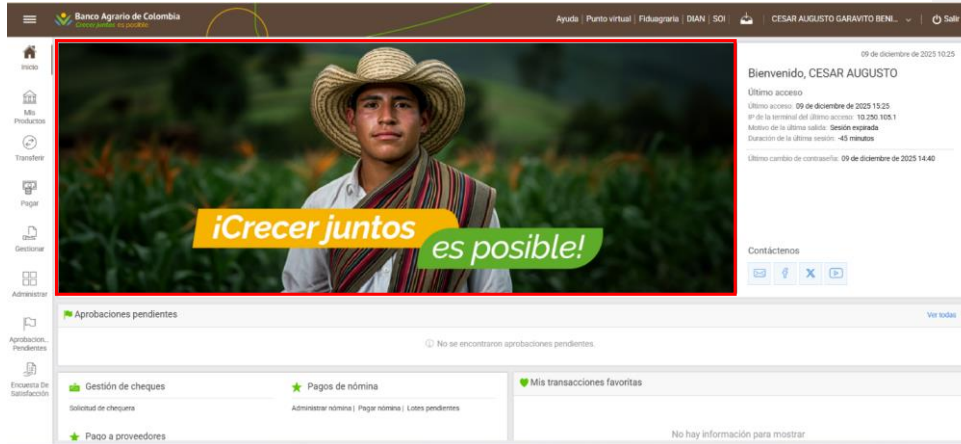 Banco Agrario de Colombia
Crecer juntos, es posible.
Ayuda | Punto virtual | Fiduagraria | DIAN | SOI |
CESAR AUGUSTO GARAVITO BENI...
Salir
Inicio
Mis
Productos
Transferir
Pagar
Gestionar
Administrar
Aprobacion...
Pendientes
Encuesta De
Satisfacción
¡Crecer juntos
es posible!
09 de diciembre de 2025 10:25
Bienvenido, CESAR AUGUSTO
Último acceso
Último acceso: 09 de diciembre de 2025 15:25
IP de la terminal del último acceso: 10.250.105.1
Motivo de la última salida: Sesión expirada
Duración de la última sesión: -45 minutos
Último cambio de contraseña: 09 de diciembre de 2025 14:40
Contáctenos
Aprobaciones pendientes
Ver todas
No se encontraron aprobaciones pendientes
Gestión de cheques
Solicitud de chequera
Pagos de nómina
Administrar nómina | Pagar nómina | Lotes pendientes
Pago a proveedores
Mis transacciones favoritas
No hay información para mostrar